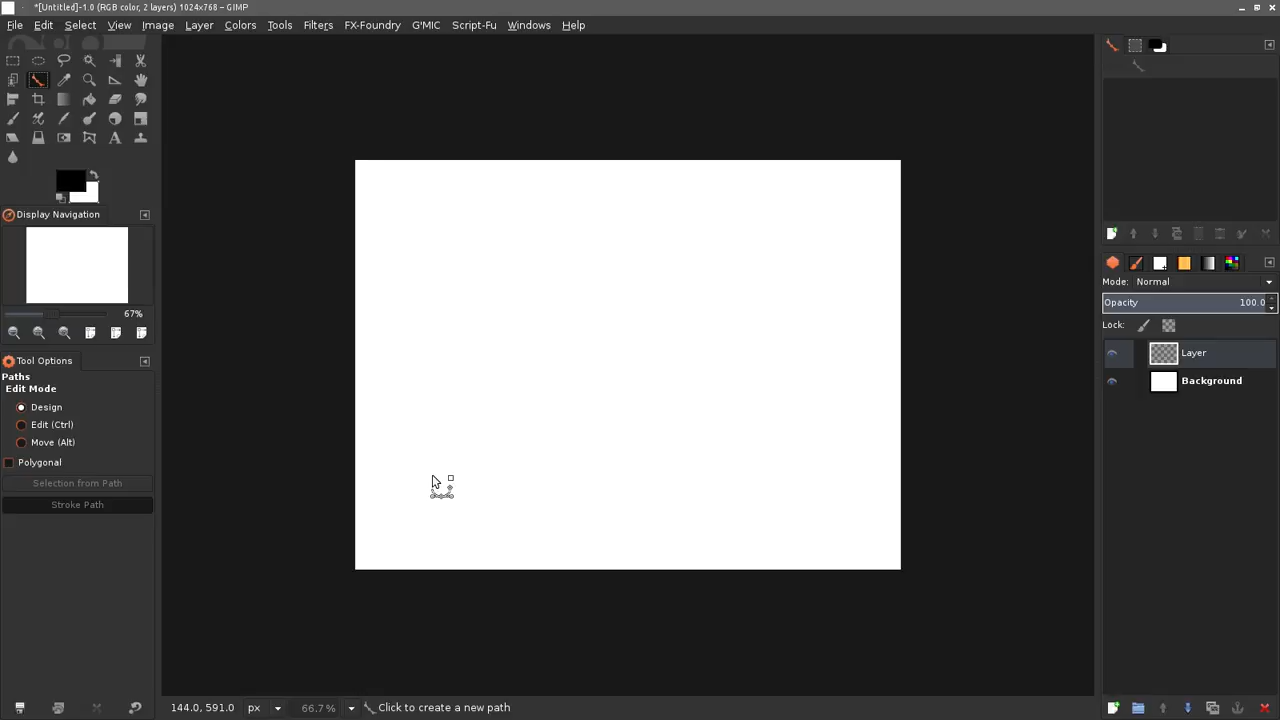 *[Untitled]-1.0 (RGB color, 2 layers) 1024x768 – GIMP
File Edit Select View Image Layer Colors Tools Filters FX-Foundry G'MIC Script-Fu Windows Help
Display Navigation
67%
Tool Options
Paths
Edit Mode
Design
Edit (Ctrl)
Move (Alt)
Polygonal
Selection from Path
Stroke Path
Mode: Normal
Opacity 100.0
Lock:
Layer
Background
144.0, 591.0 px 66.7% Click to create a new path